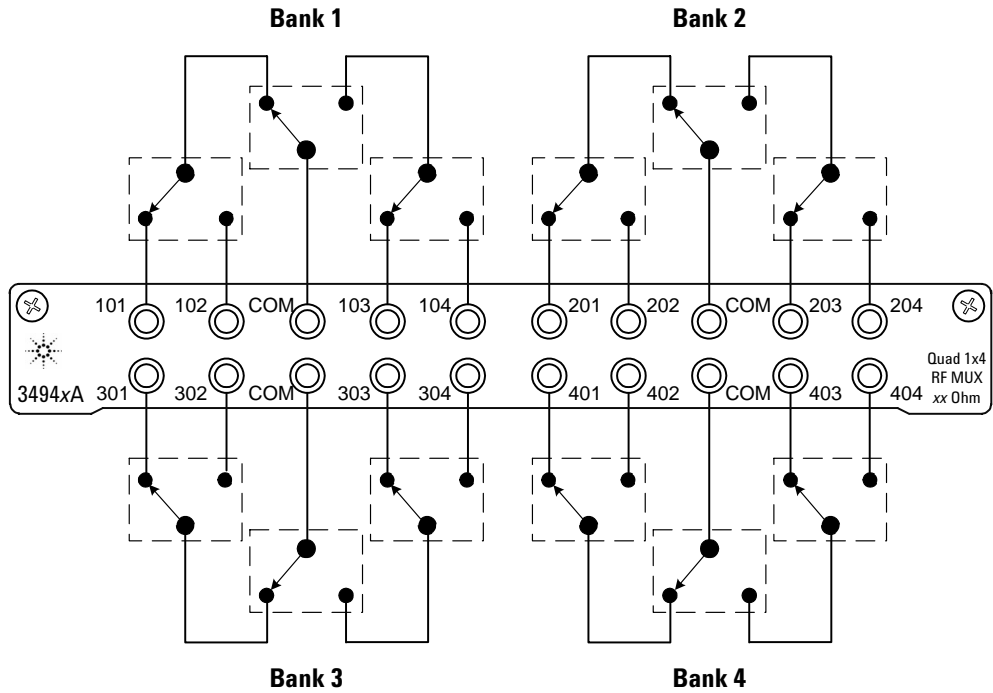 Bank 1 Bank 2
101 102 COM 103 104 201 202 COM 203 204
3494xA 301 302 COM 303 304 401 402 COM 403 404
Quad 1x4
RF MUX
xx Ohm
Bank 3 Bank 4